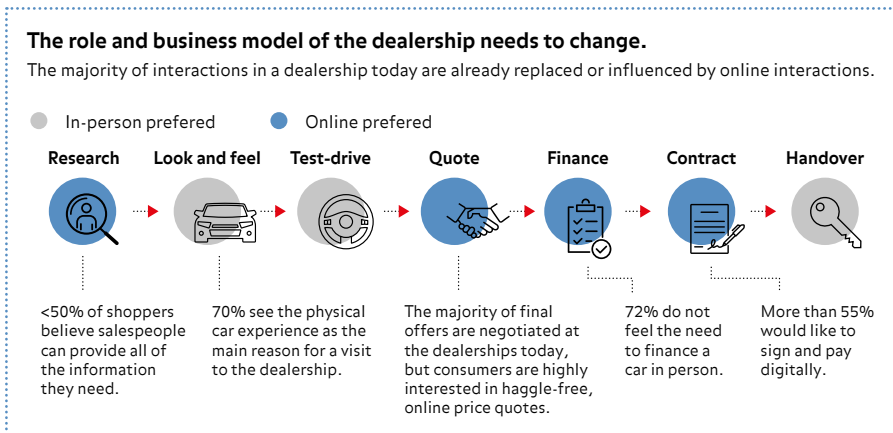 The role and business model of the dealership needs to change.
The majority of interactions in a dealership today are already replaced or influenced by online interactions.
In-person prefered
Online prefered
Research
Look and feel
Test-drive
Quote
Finance
Contract
Handover
<50% of shoppers
believe salespeople
can provide all of
the information
they need.
70% see the physical
car experience as the
main reason for a visit
to the dealership.
The majority of final
offers are negotiated at
the dealerships today,
but consumers are highly
interested in haggle-free,
online price quotes.
72% do not
feel the need
to finance a
car in person.
More than 55%
would like to
sign and pay
digitally.